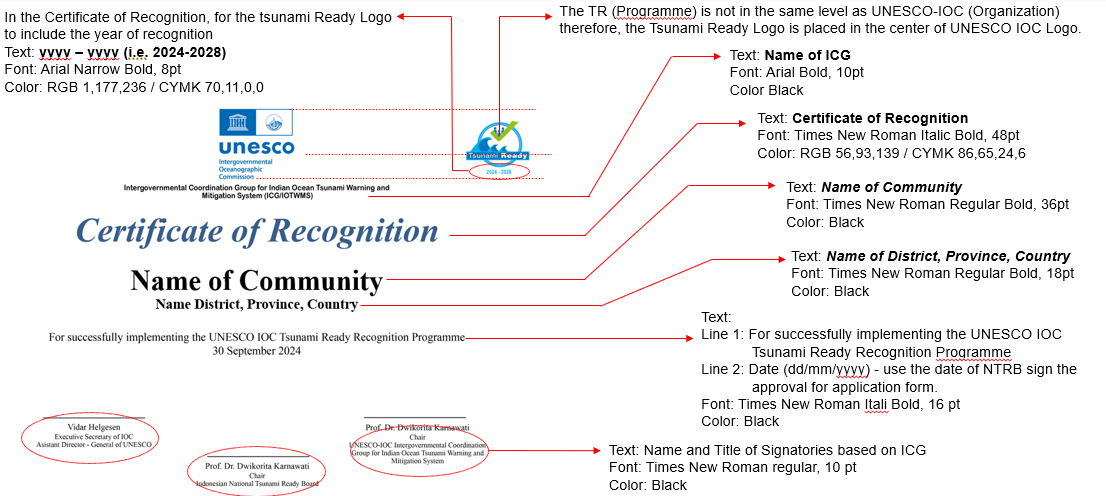 In the Certificate of Recognition, for the tsunami Ready Logo
to include the year of recognition
Text: yyyy – yyyy (i.e. 2024-2028)
Font: Arial Narrow Bold, 8pt
Color: RGB 1,177,236 / CYMK 70,11,0,0
The TR (Programme) is not in the same level as UNESCO-IOC (Organization)
therefore, the Tsunami Ready Logo is placed in the center of UNESCO IOC Logo.
Text: Name of ICG
Font: Arial Bold, 10pt
Color Black
unesco
Intergovernmental
Oceanographic
Commission
Tsunami Ready
2024 - 2028
Intergovernmental Coordination Group for Indian Ocean Tsunami Warning and
Mitigation System (ICG/IOTWMS)
Text: Certificate of Recognition
Font: Times New Roman Italic Bold, 48pt
Color: RGB 56,93,139 / CYMK 86,65,24,6
Certificate of Recognition
Text: Name of Community
Font: Times New Roman Regular Bold, 36pt
Color: Black
Name of Community
Name District, Province, Country
Text: Name of District, Province, Country
Font: Times New Roman Regular Bold, 18pt
Color: Black
For successfully implementing the UNESCO IOC Tsunami Ready Recognition Programme
30 September 2024
Text:
Line 1: For successfully implementing the UNESCO IOC
Tsunami Ready Recognition Programme
Line 2: Date (dd/mm/yyyy) - use the date of NTRB sign the
approval for application form.
Font: Times New Roman Itali Bold, 16 pt
Color: Black
Vidar Helgesen
Executive Secretary of IOC
Asistant Director - General of UNESCO
Prof. Dr. Dwikorita Karnawati
Chair
Indonesian National Tsunami Ready Board
Prof. Dr. Dwikorita Karnawati
Chair
UNESCO-IOC Intergovernmental Coordination
Group for Indian Ocean Tsunami Warning and
Mitigation System
Text: Name and Title of Signatories based on ICG
Font: Times New Roman regular, 10 pt
Color: Black